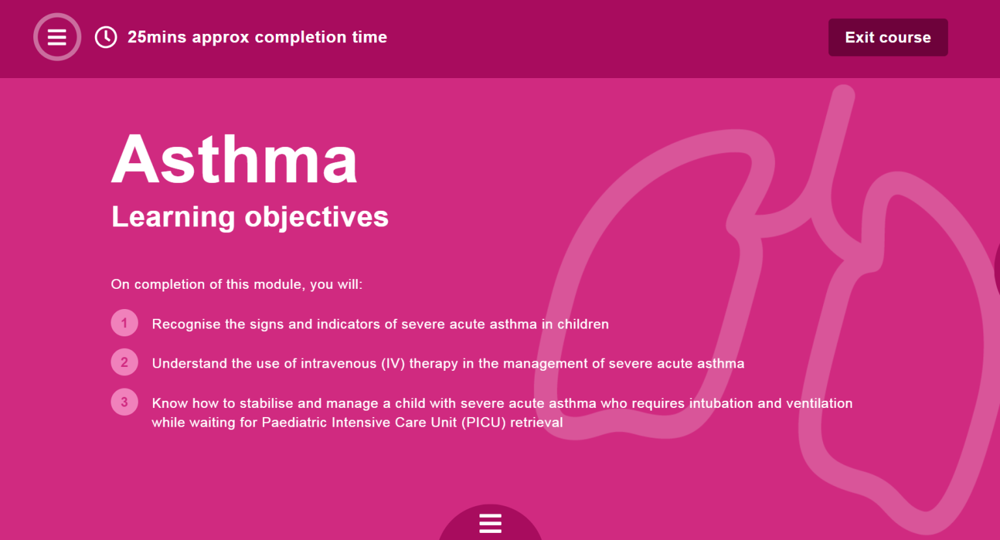 25mins approx completion time
Exit course
Asthma
Learning objectives
On completion of this module, you will:
1 Recognise the signs and indicators of severe acute asthma in children
2 Understand the use of intravenous (IV) therapy in the management of severe acute asthma
3 Know how to stabilise and manage a child with severe acute asthma who requires intubation and ventilation
while waiting for Paediatric Intensive Care Unit (PICU) retrieval